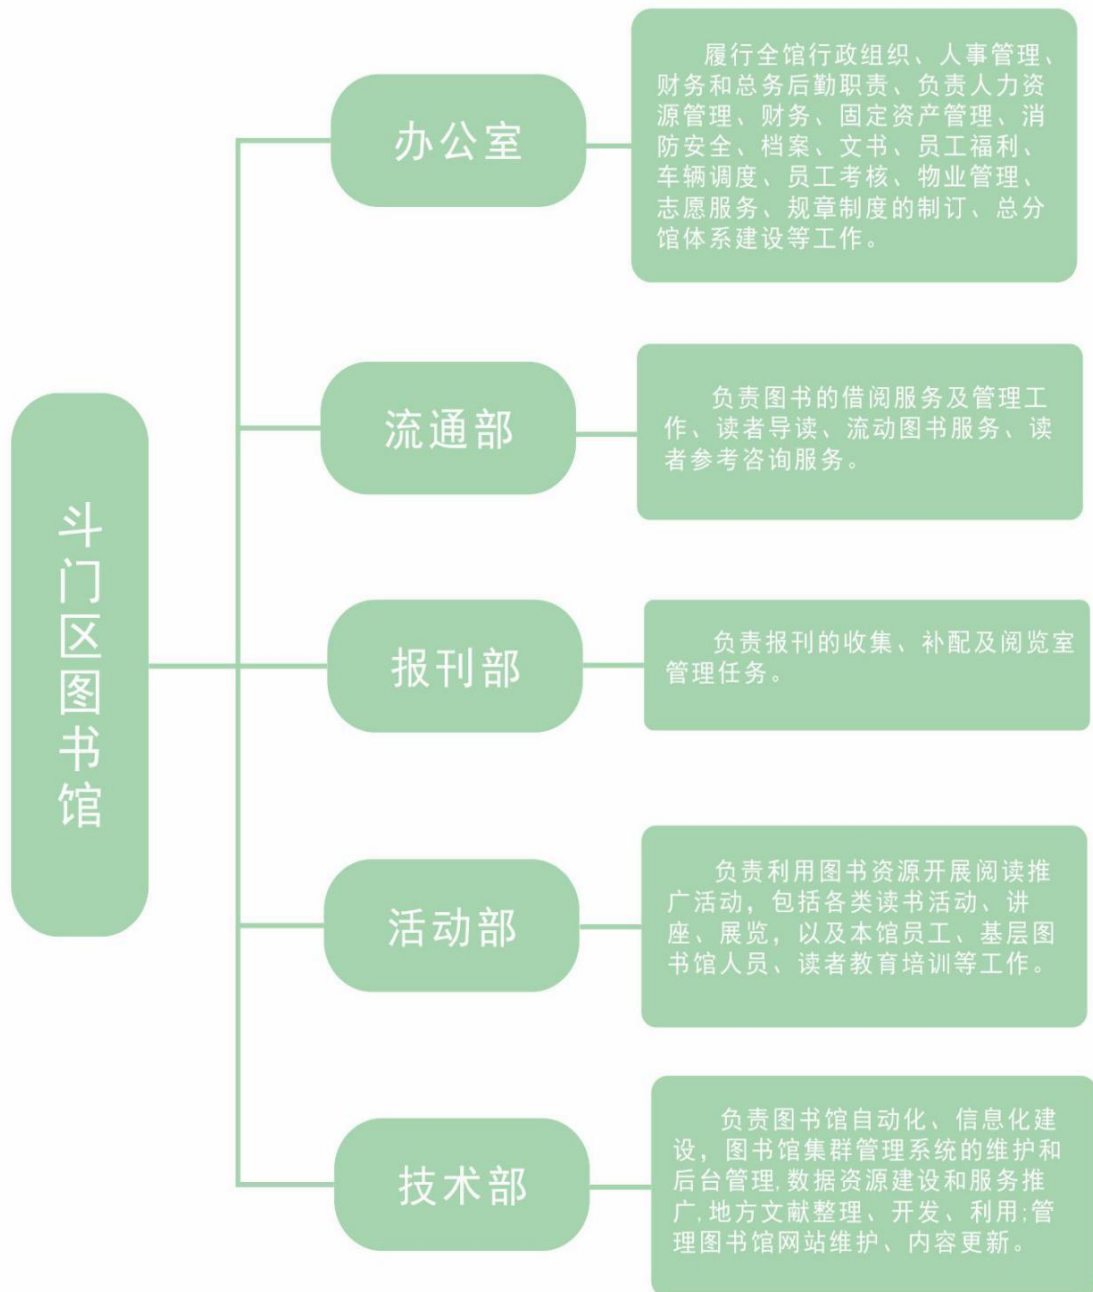 斗门区图书馆
办公室
履行全馆行政组织、人事管理、
财务和总务后勤职责、负责人力资
源管理、财务、固定资产管理、消
防安全、档案、文书、员工福利、
车辆调度、员工考核、物业管理、
志愿服务、规章制度的制订、总分
馆体系建设等工作。
流通部
负责图书的借阅服务及管理工
作、读者导读、流动图书服务、读
者参考咨询服务。
报刊部
负责报刊的收集、补配及阅览室
管理任务。
活动部
负责利用图书资源开展阅读推
广活动，包括各类读书活动、讲
座、展览，以及本馆员工、基层图
书馆人员、读者教育培训等工作。
技术部
负责图书馆自动化、信息化建
设，图书馆集群管理系统的维护和
后台管理,数据资源建设和服务推
广,地方文献整理、开发、利用;管
理图书馆网站维护、内容更新。